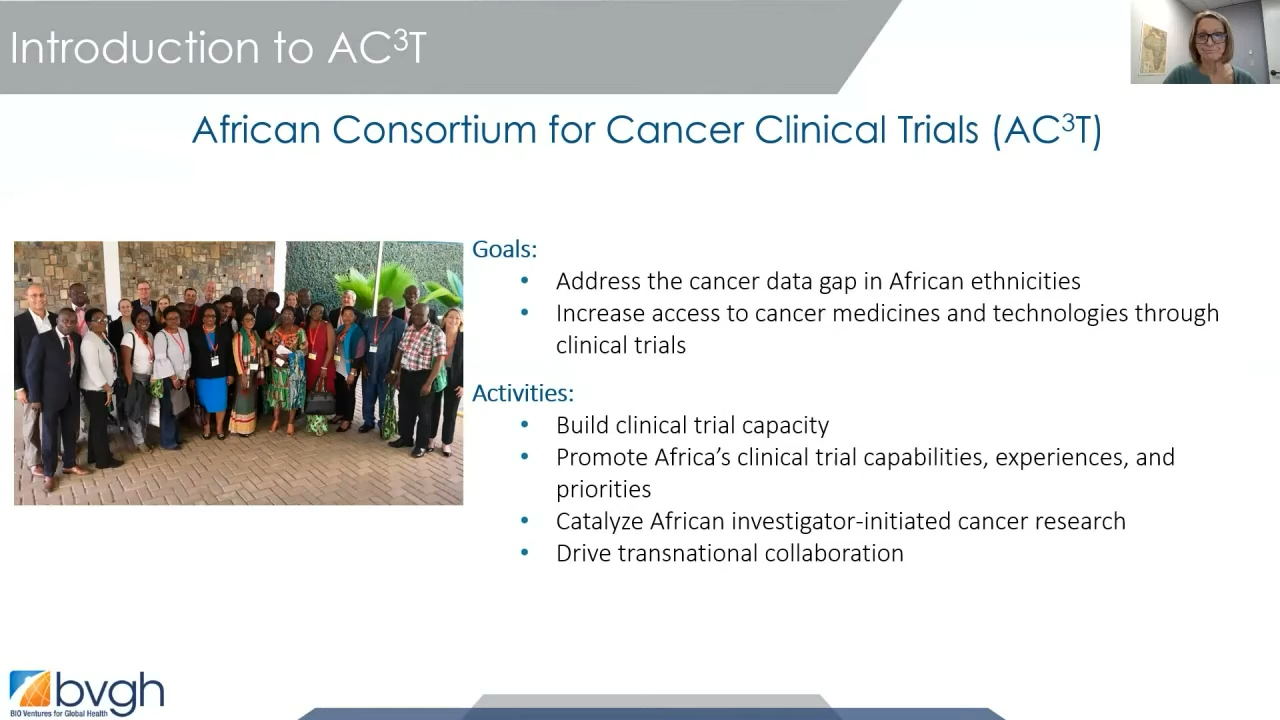 Introduction to AC³T
African Consortium for Cancer Clinical Trials (AC³T)
Goals:
• Address the cancer data gap in African ethnicities
• Increase access to cancer medicines and technologies through
clinical trials
Activities:
• Build clinical trial capacity
• Promote Africa’s clinical trial capabilities, experiences, and
priorities
• Catalyze African investigator-initiated cancer research
• Drive transnational collaboration
bvgh
BIO Ventures for Global Health